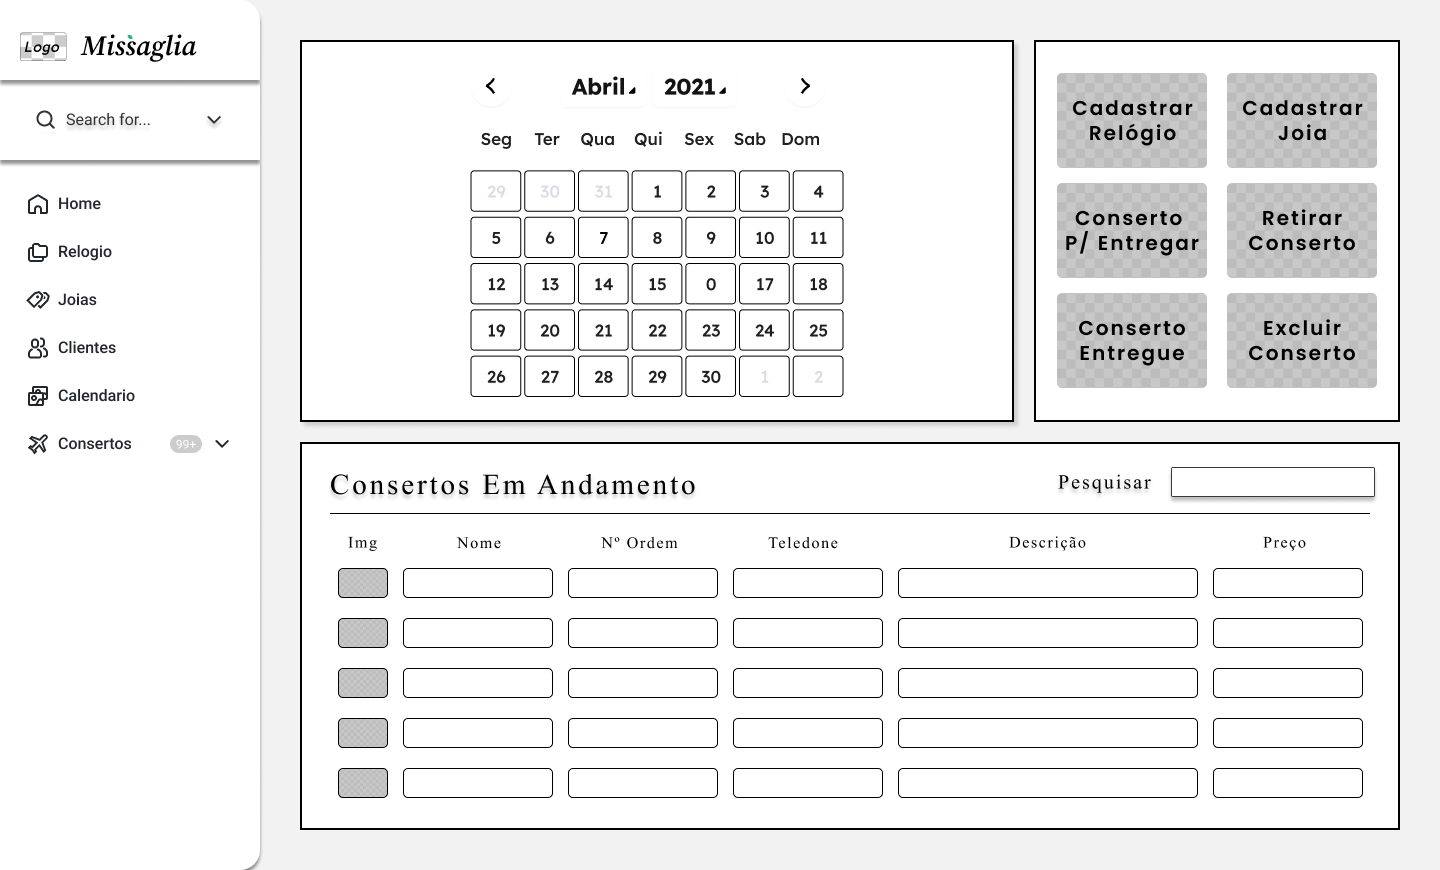 Logo Missaglia
Search for...
Home
Relogio
Joias
Clientes
Calendario
Consertos 99+
Abril 2021
Seg Ter Qua Qui Sex Sab Dom
29 30 31 1 2 3 4
5 6 7 8 9 10 11
12 13 14 15 0 17 18
19 20 21 22 23 24 25
26 27 28 29 30 1 2
Cadastrar
Relógio
Cadastrar
Joia
Conserto
P/ Entregar
Retirar
Conserto
Conserto
Entregue
Excluir
Conserto
Consertos Em Andamento
Pesquisar
Img Nome Nº Ordem Teledone Descrição Preço